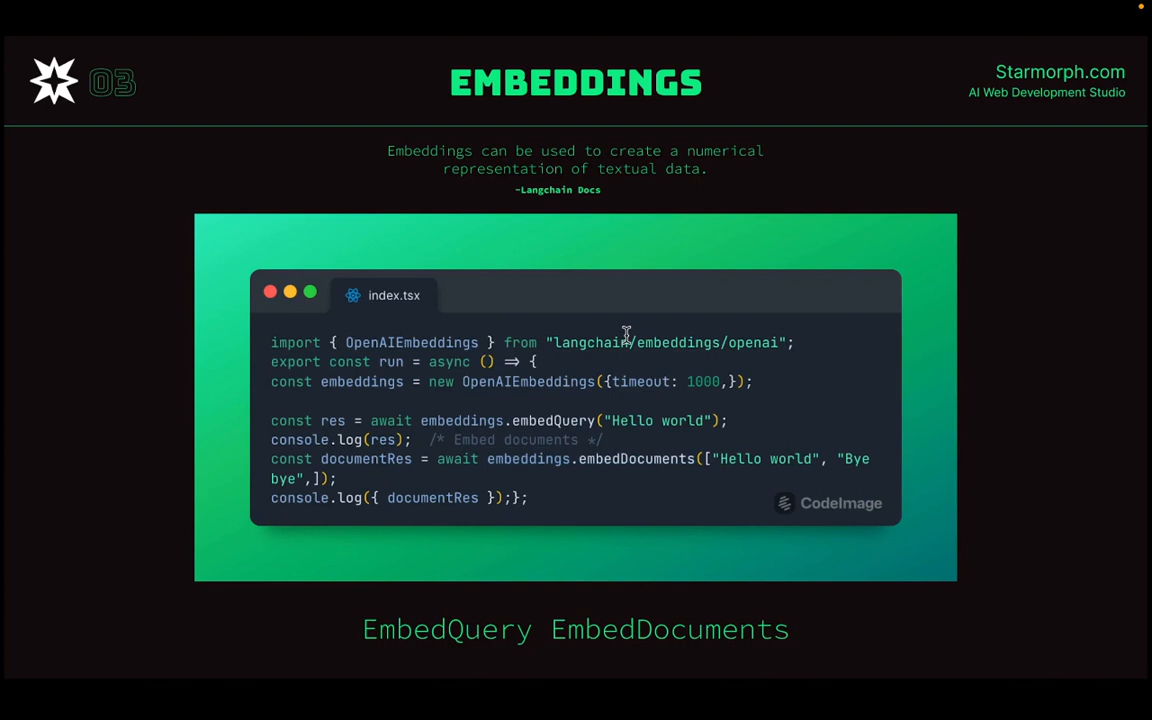 03
EMBEDDINGS
Starmorph.com
AI Web Development Studio
Embeddings can be used to create a numerical
representation of textual data.
-Langchain Docs
index.tsx
import { OpenAIEmbeddings } from "langchain/embeddings/openai";
export const run = async () => {
const embeddings = new OpenAIEmbeddings({timeout: 1000,});
const res = await embeddings.embedQuery("Hello world");
console.log(res);  /* Embed documents */
const documentRes = await embeddings.embedDocuments(["Hello world", "Bye
bye",]);
console.log({ documentRes });};
CodeImage
EmbedQuery EmbedDocuments